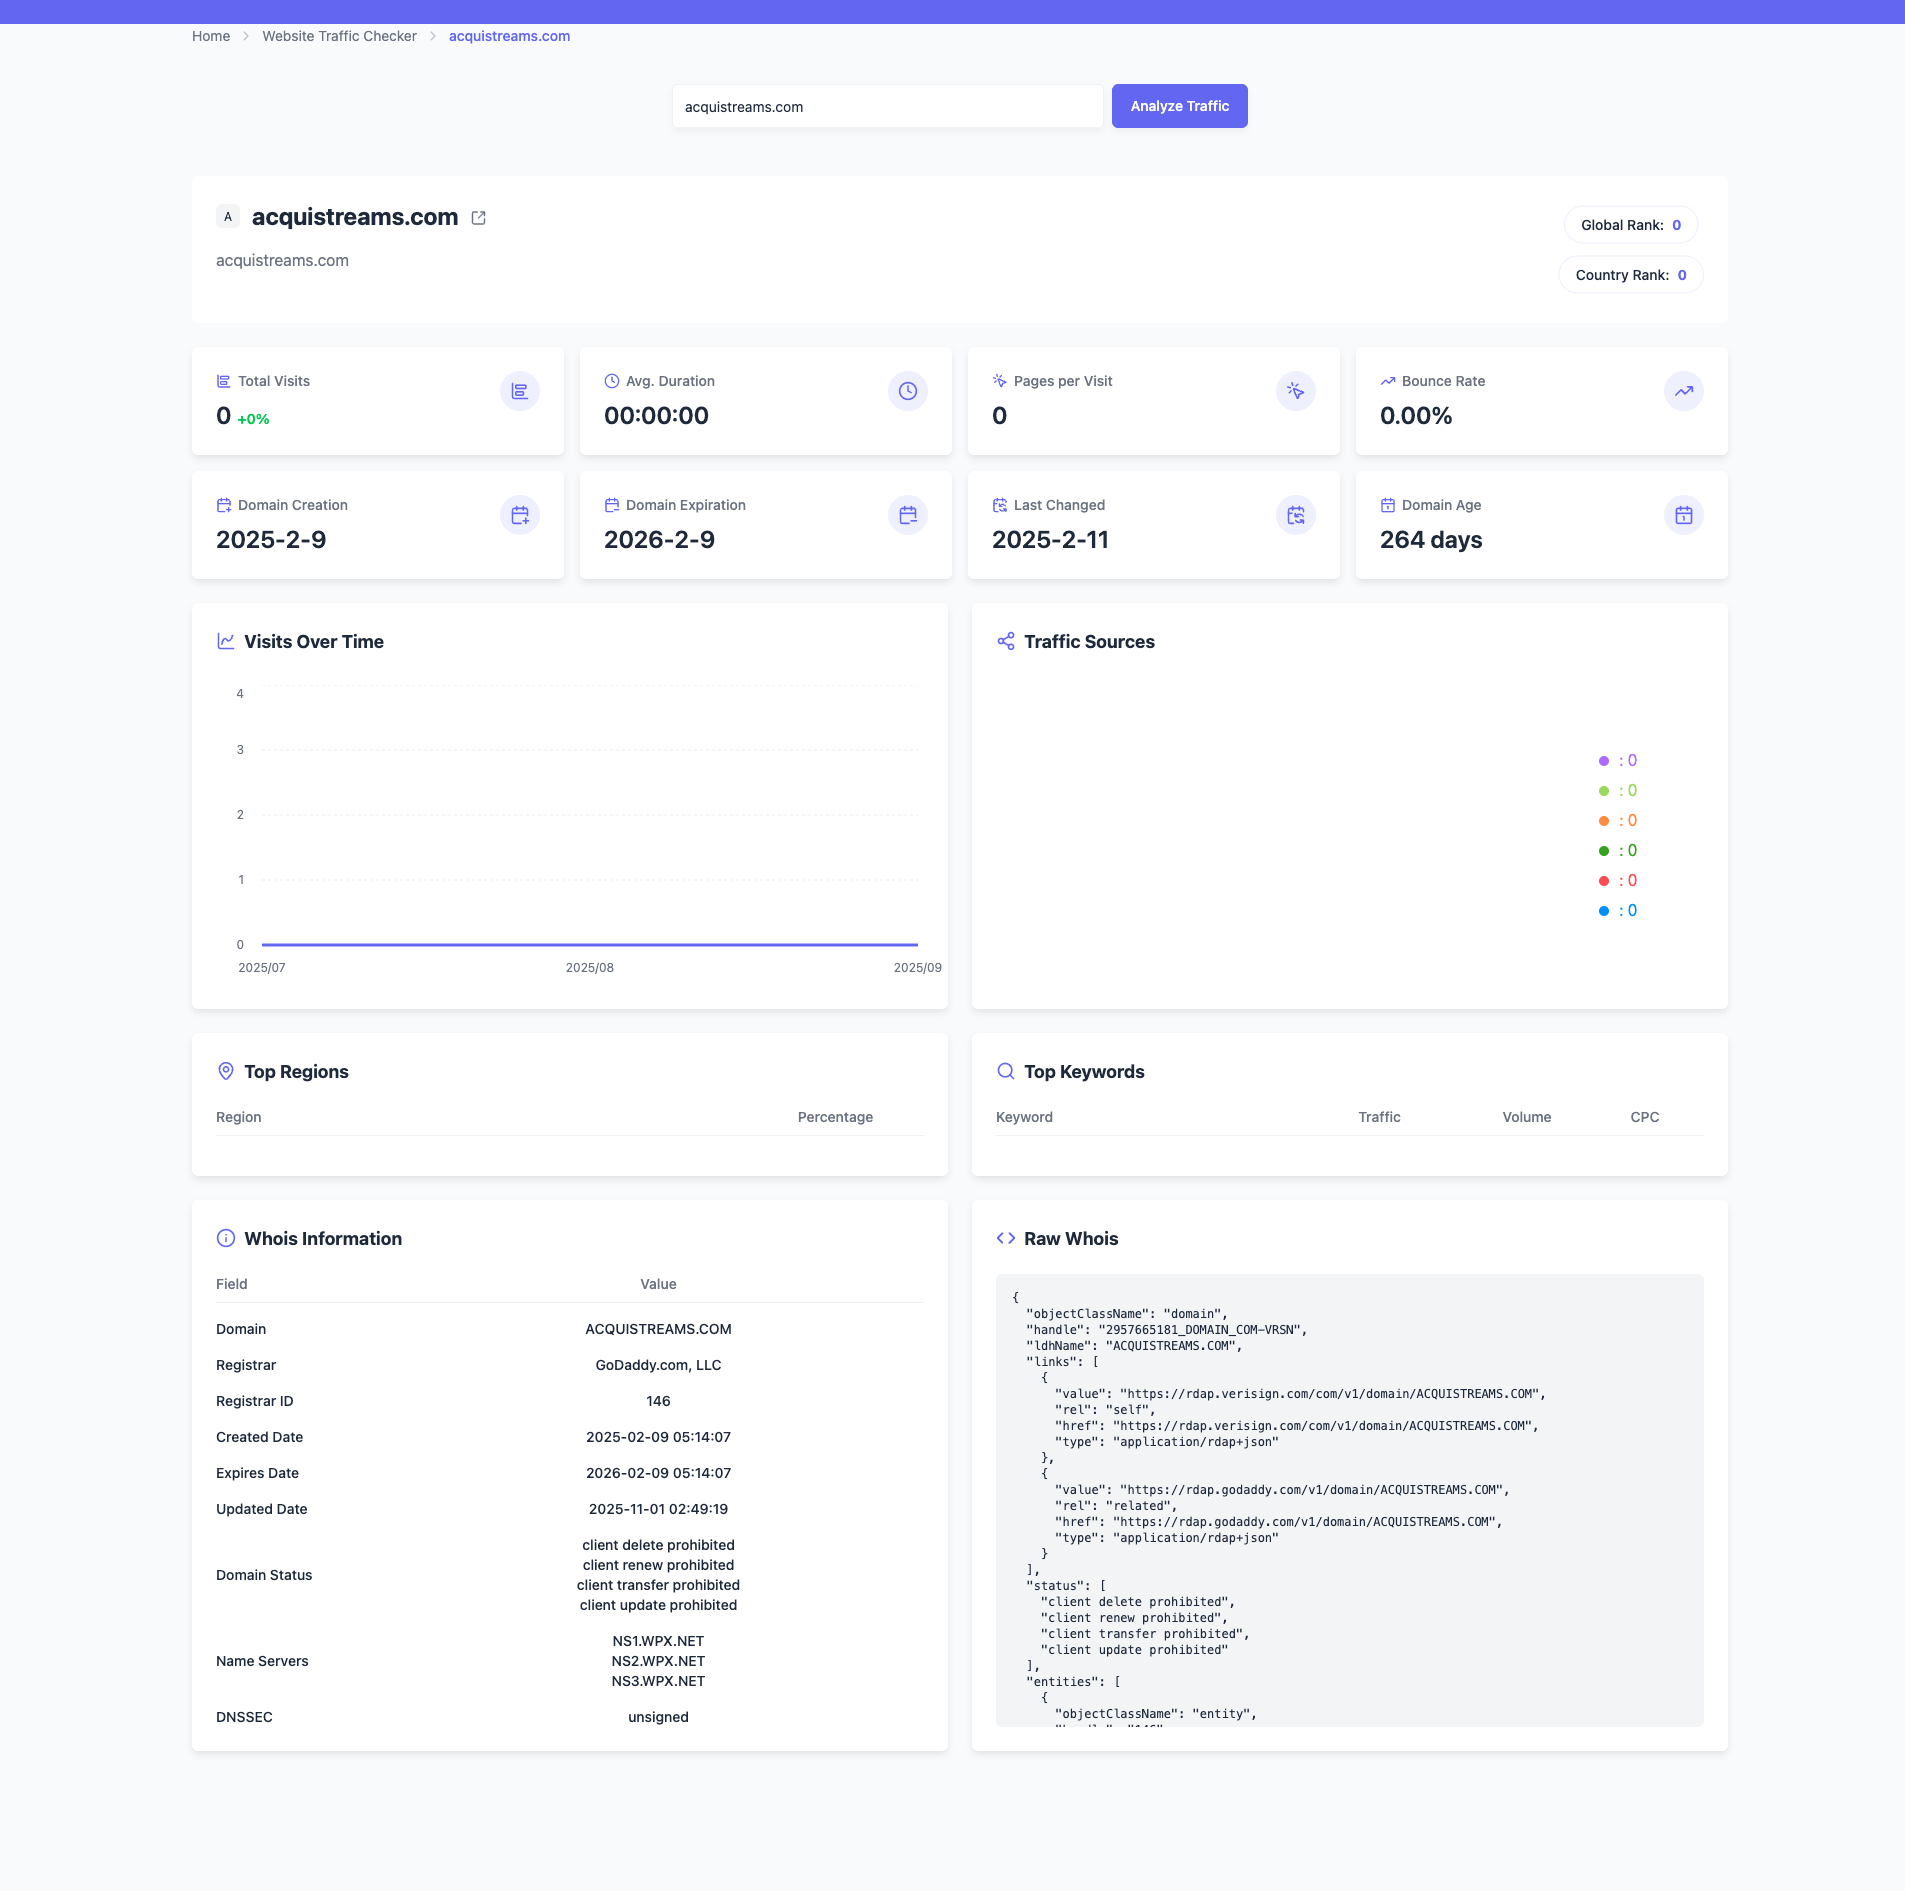 Home > Website Traffic Checker > acquistreams.com
acquistreams.com
Analyze Traffic
A acquistreams.com
acquistreams.com
Global Rank: 0
Country Rank: 0
Total Visits
0 +0%
Avg. Duration
00:00:00
Pages per Visit
0
Bounce Rate
0.00%
Domain Creation
2025-2-9
Domain Expiration
2026-2-9
Last Changed
2025-2-11
Domain Age
264 days
Visits Over Time
4
3
2
1
0
2025/07 2025/08 2025/09
Traffic Sources
: 0
: 0
: 0
: 0
: 0
: 0
Top Regions
Region Percentage
Top Keywords
Keyword Traffic Volume CPC
Whois Information
Field Value
Domain ACQUISTREAMS.COM
Registrar GoDaddy.com, LLC
Registrar ID 146
Created Date 2025-02-09 05:14:07
Expires Date 2026-02-09 05:14:07
Updated Date 2025-11-01 02:49:19
Domain Status
client delete prohibited
client renew prohibited
client transfer prohibited
client update prohibited
Name Servers
NS1.WPX.NET
NS2.WPX.NET
NS3.WPX.NET
DNSSEC unsigned
Raw Whois
{
"objectClassName": "domain",
"handle": "2957665181_DOMAIN_COM-VRSN",
"ldhName": "ACQUISTREAMS.COM",
"links": [
{
"value": "https://rdap.verisign.com/com/v1/domain/ACQUISTREAMS.COM",
"rel": "self",
"href": "https://rdap.verisign.com/com/v1/domain/ACQUISTREAMS.COM",
"type": "application/rdap+json"
},
{
"value": "https://rdap.godaddy.com/v1/domain/ACQUISTREAMS.COM",
"rel": "related",
"href": "https://rdap.godaddy.com/v1/domain/ACQUISTREAMS.COM",
"type": "application/rdap+json"
}
],
"status": [
"client delete prohibited",
"client renew prohibited",
"client transfer prohibited",
"client update prohibited"
],
"entities": [
{
"objectClassName": "entity",